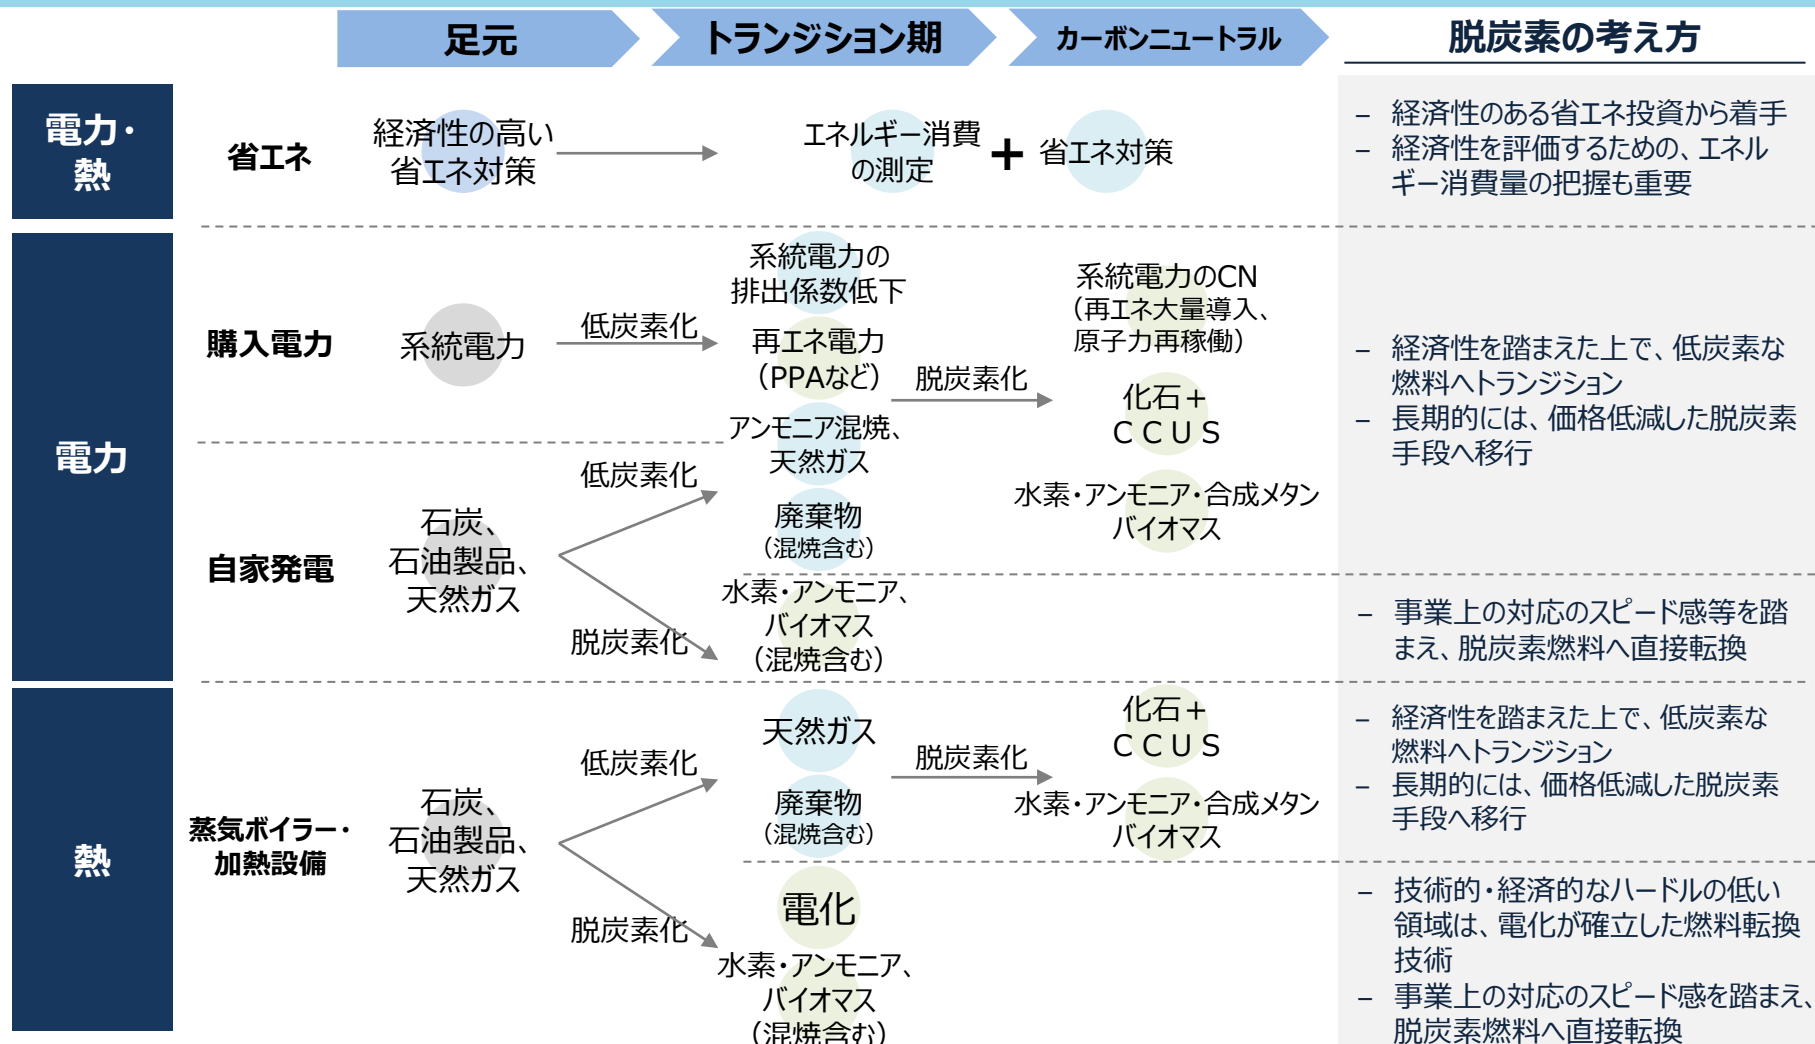 足元
トランジション期
カーボンニュートラル
脱炭素の考え方
電力・
熱
省エネ
経済性の高い
省エネ対策
エネルギー消費
の測定
+
省エネ対策
– 経済性のある省エネ投資から着手
– 経済性を評価するための、エネル
ギー消費量の把握も重要
電力
購入電力
系統電力
低炭素化
系統電力の
排出係数低下
再エネ電力
(PPAなど)
脱炭素化
系統電力のCN
(再エネ大量導入、
原子力再稼働)
化石+
CCUS
– 経済性を踏まえた上で、低炭素な
燃料へトランジション
– 長期的には、価格低減した脱炭素
手段へ移行
自家発電
石炭、
石油製品、
天然ガス
低炭素化
アンモニア混焼、
天然ガス
廃棄物
(混焼含む)
水素・アンモニア・合成メタン
バイオマス
脱炭素化
水素・アンモニア、
バイオマス
(混焼含む)
– 事業上の対応のスピード感等を踏
まえ、脱炭素燃料へ直接転換
熱
蒸気ボイラー・
加熱設備
石炭、
石油製品、
天然ガス
低炭素化
天然ガス
廃棄物
(混焼含む)
脱炭素化
化石+
CCUS
水素・アンモニア・合成メタン
バイオマス
– 経済性を踏まえた上で、低炭素な
燃料へトランジション
– 長期的には、価格低減した脱炭素
手段へ移行
脱炭素化
電化
水素・アンモニア、
バイオマス
(混焼含む)
– 技術的・経済的なハードルの低い
領域は、電化が確立した燃料転換
技術
– 事業上の対応のスピード感を踏まえ、
脱炭素燃料へ直接転換